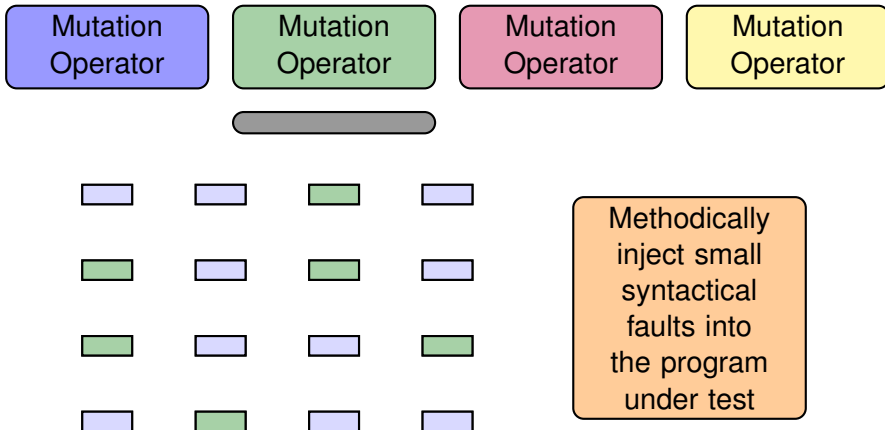 Mutation
Operator
Mutation
Operator
Mutation
Operator
Mutation
Operator
Methodically
inject small
syntactical
faults into
the program
under test